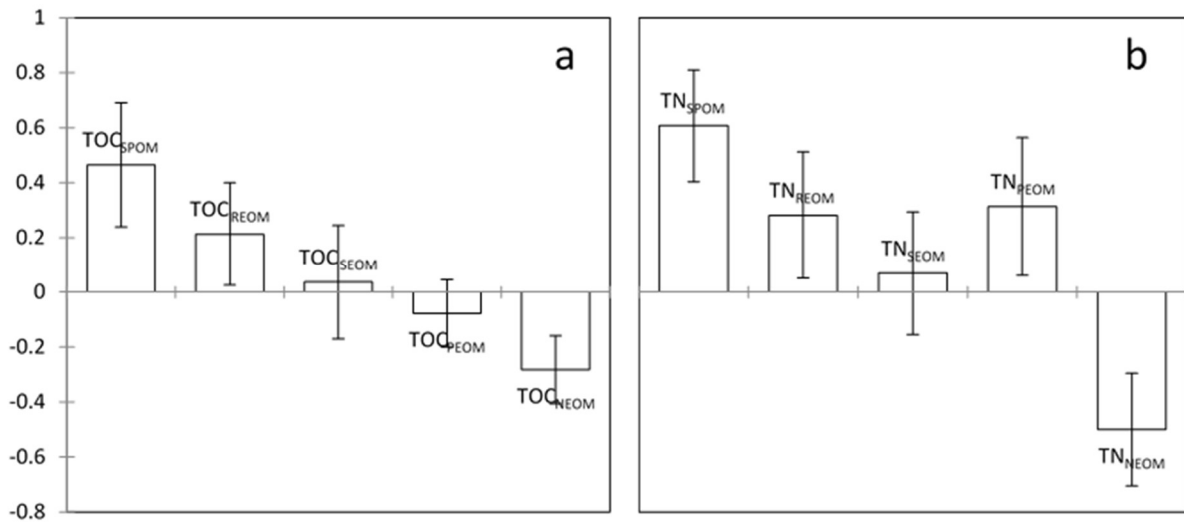 1
0.8
0.6
0.4
0.2
0
-0.2
-0.4
-0.6
-0.8
a
TOCSPOM
TOCREOM
TOCSEOM
TOCPEOM
TOCNEOM
b
TNSPOM
TNREOM
TNSEOM
TNPEOM
TNNEOM